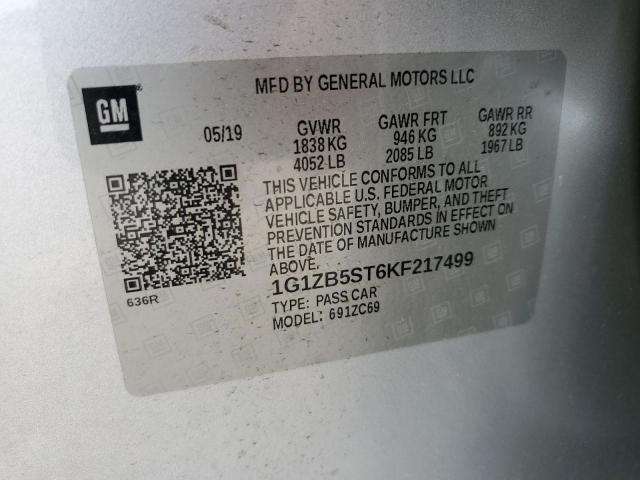 MFD BY GENERAL MOTORS LLC
GM
05/19
GVWR
1838 KG
4052 LB
GAWR FRT
946 KG
2085 LB
GAWR RR
892 KG
1967 LB
THIS VEHICLE CONFORMS TO ALL
APPLICABLE U.S. FEDERAL MOTOR
VEHICLE SAFETY, BUMPER, AND THEFT
PREVENTION STANDARDS IN EFFECT ON
THE DATE OF MANUFACTURE SHOWN
ABOVE.
1G1ZB5ST6KF217499
TYPE: PASS CAR
MODEL: 691ZC69
636R